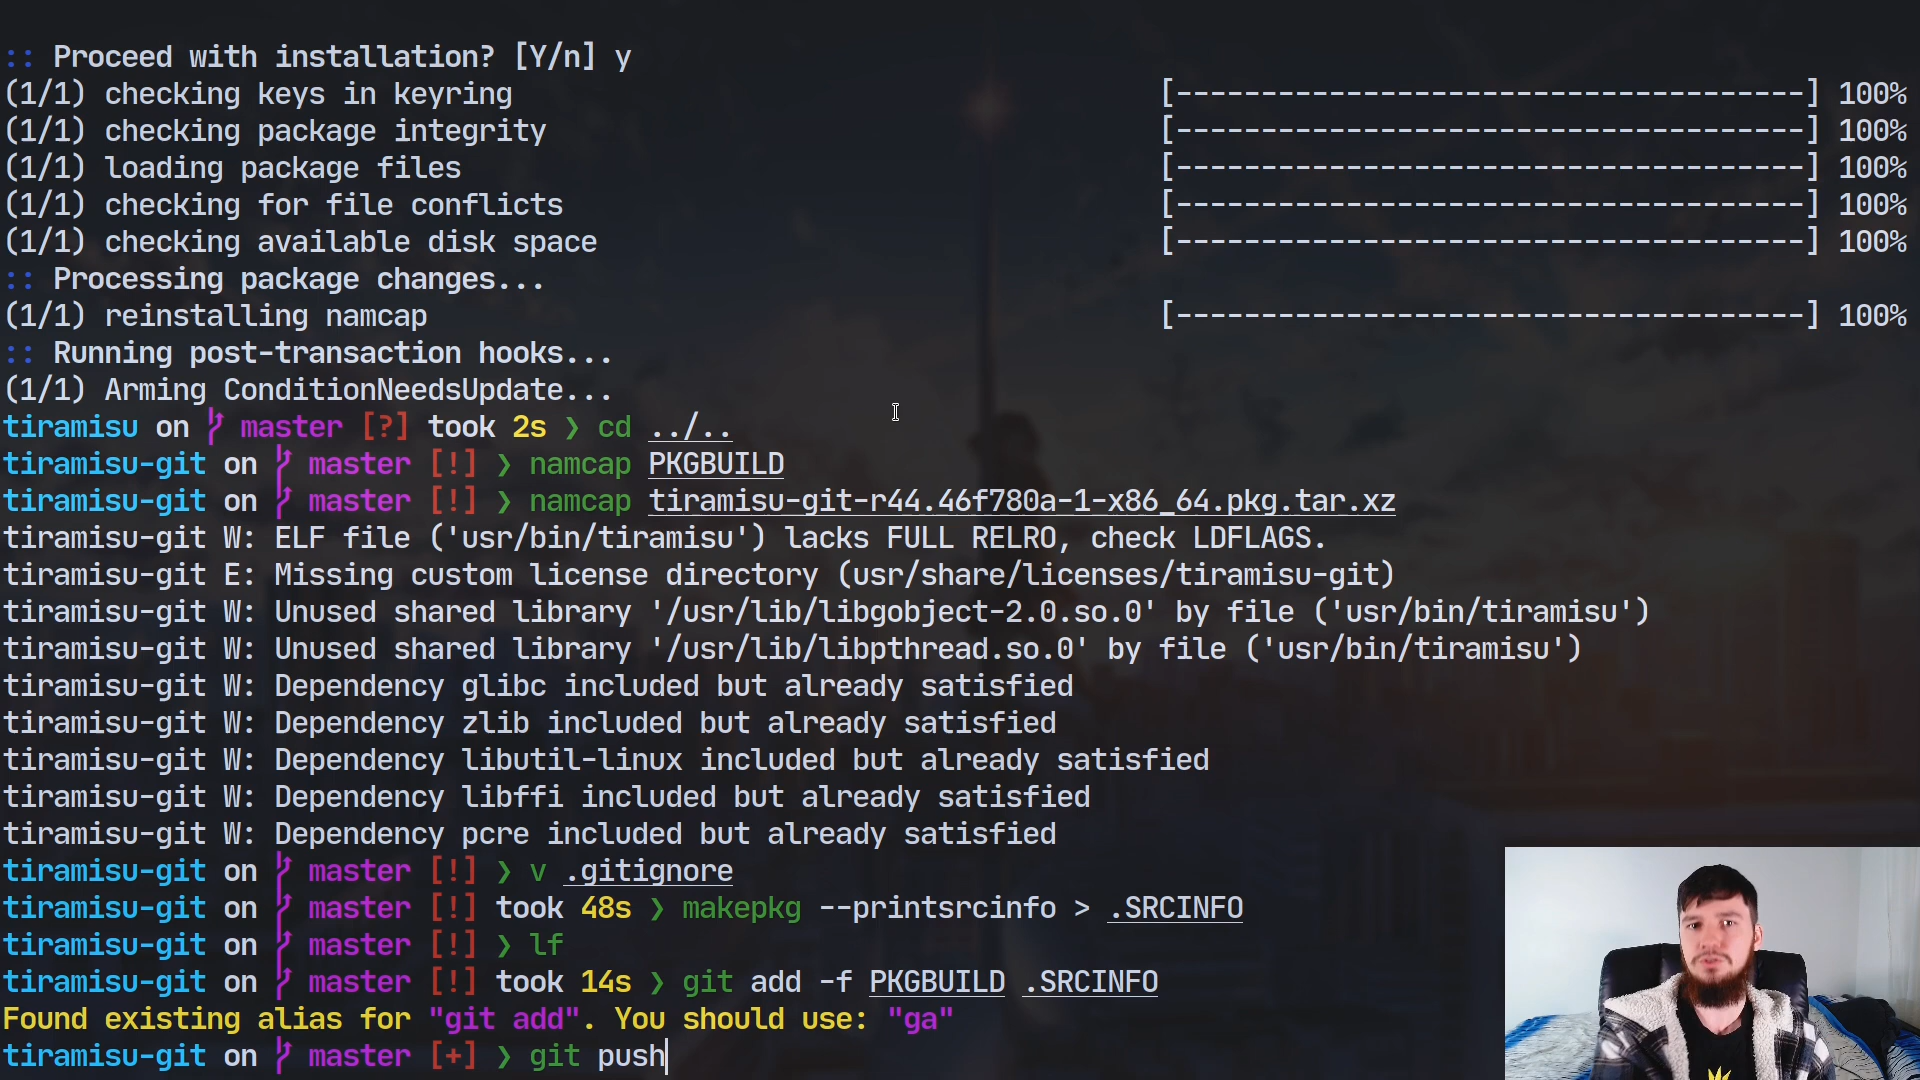 :: Proceed with installation? [Y/n] y
(1/1) checking keys in keyring [-------------------------------------] 100%
(1/1) checking package integrity [-------------------------------------] 100%
(1/1) loading package files [-------------------------------------] 100%
(1/1) checking for file conflicts [-------------------------------------] 100%
(1/1) checking available disk space [-------------------------------------] 100%
:: Processing package changes...
(1/1) reinstalling namcap [-------------------------------------] 100%
:: Running post-transaction hooks...
(1/1) Arming ConditionNeedsUpdate...
tiramisu on master [?] took 2s ❯ cd ../..
tiramisu-git on master [!] ❯ namcap PKGBUILD
tiramisu-git on master [!] ❯ namcap tiramisu-git-r44.46f780a-1-x86_64.pkg.tar.xz
tiramisu-git W: ELF file ('usr/bin/tiramisu') lacks FULL RELRO, check LDFLAGS.
tiramisu-git E: Missing custom license directory (usr/share/licenses/tiramisu-git)
tiramisu-git W: Unused shared library '/usr/lib/libgobject-2.0.so.0' by file ('usr/bin/tiramisu')
tiramisu-git W: Unused shared library '/usr/lib/libpthread.so.0' by file ('usr/bin/tiramisu')
tiramisu-git W: Dependency glibc included but already satisfied
tiramisu-git W: Dependency zlib included but already satisfied
tiramisu-git W: Dependency libutil-linux included but already satisfied
tiramisu-git W: Dependency libffi included but already satisfied
tiramisu-git W: Dependency pcre included but already satisfied
tiramisu-git on master [!] ❯ v .gitignore
tiramisu-git on master [!] took 48s ❯ makepkg --printsrcinfo > .SRCINFO
tiramisu-git on master [!] ❯ lf
tiramisu-git on master [!] took 14s ❯ git add -f PKGBUILD .SRCINFO
Found existing alias for "git add". You should use: "ga"
tiramisu-git on master [+] ❯ git push